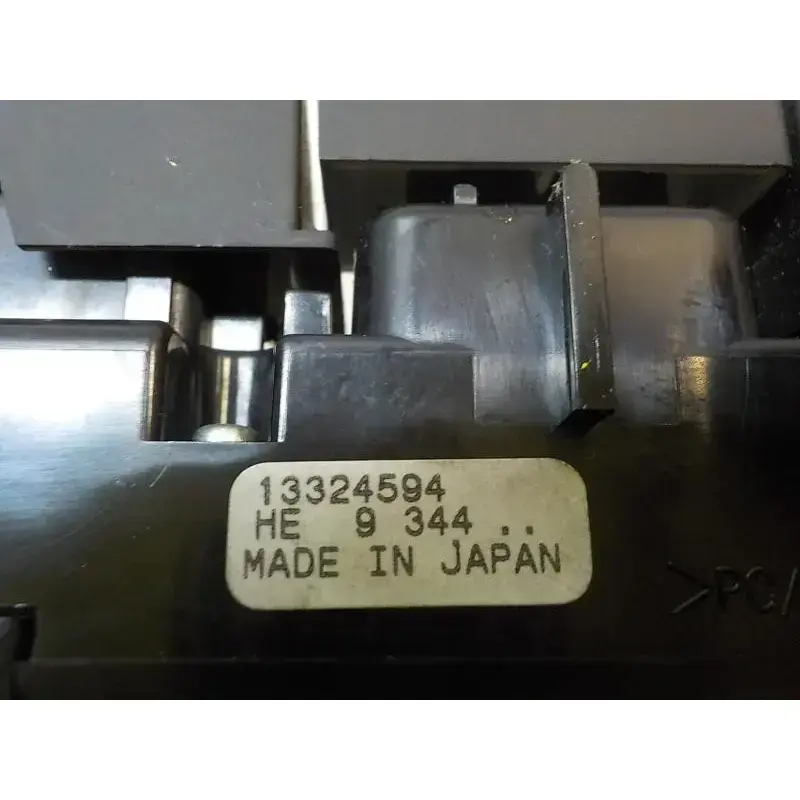 13324594
HE 9 344 ..
MADE IN JAPAN
>PC/